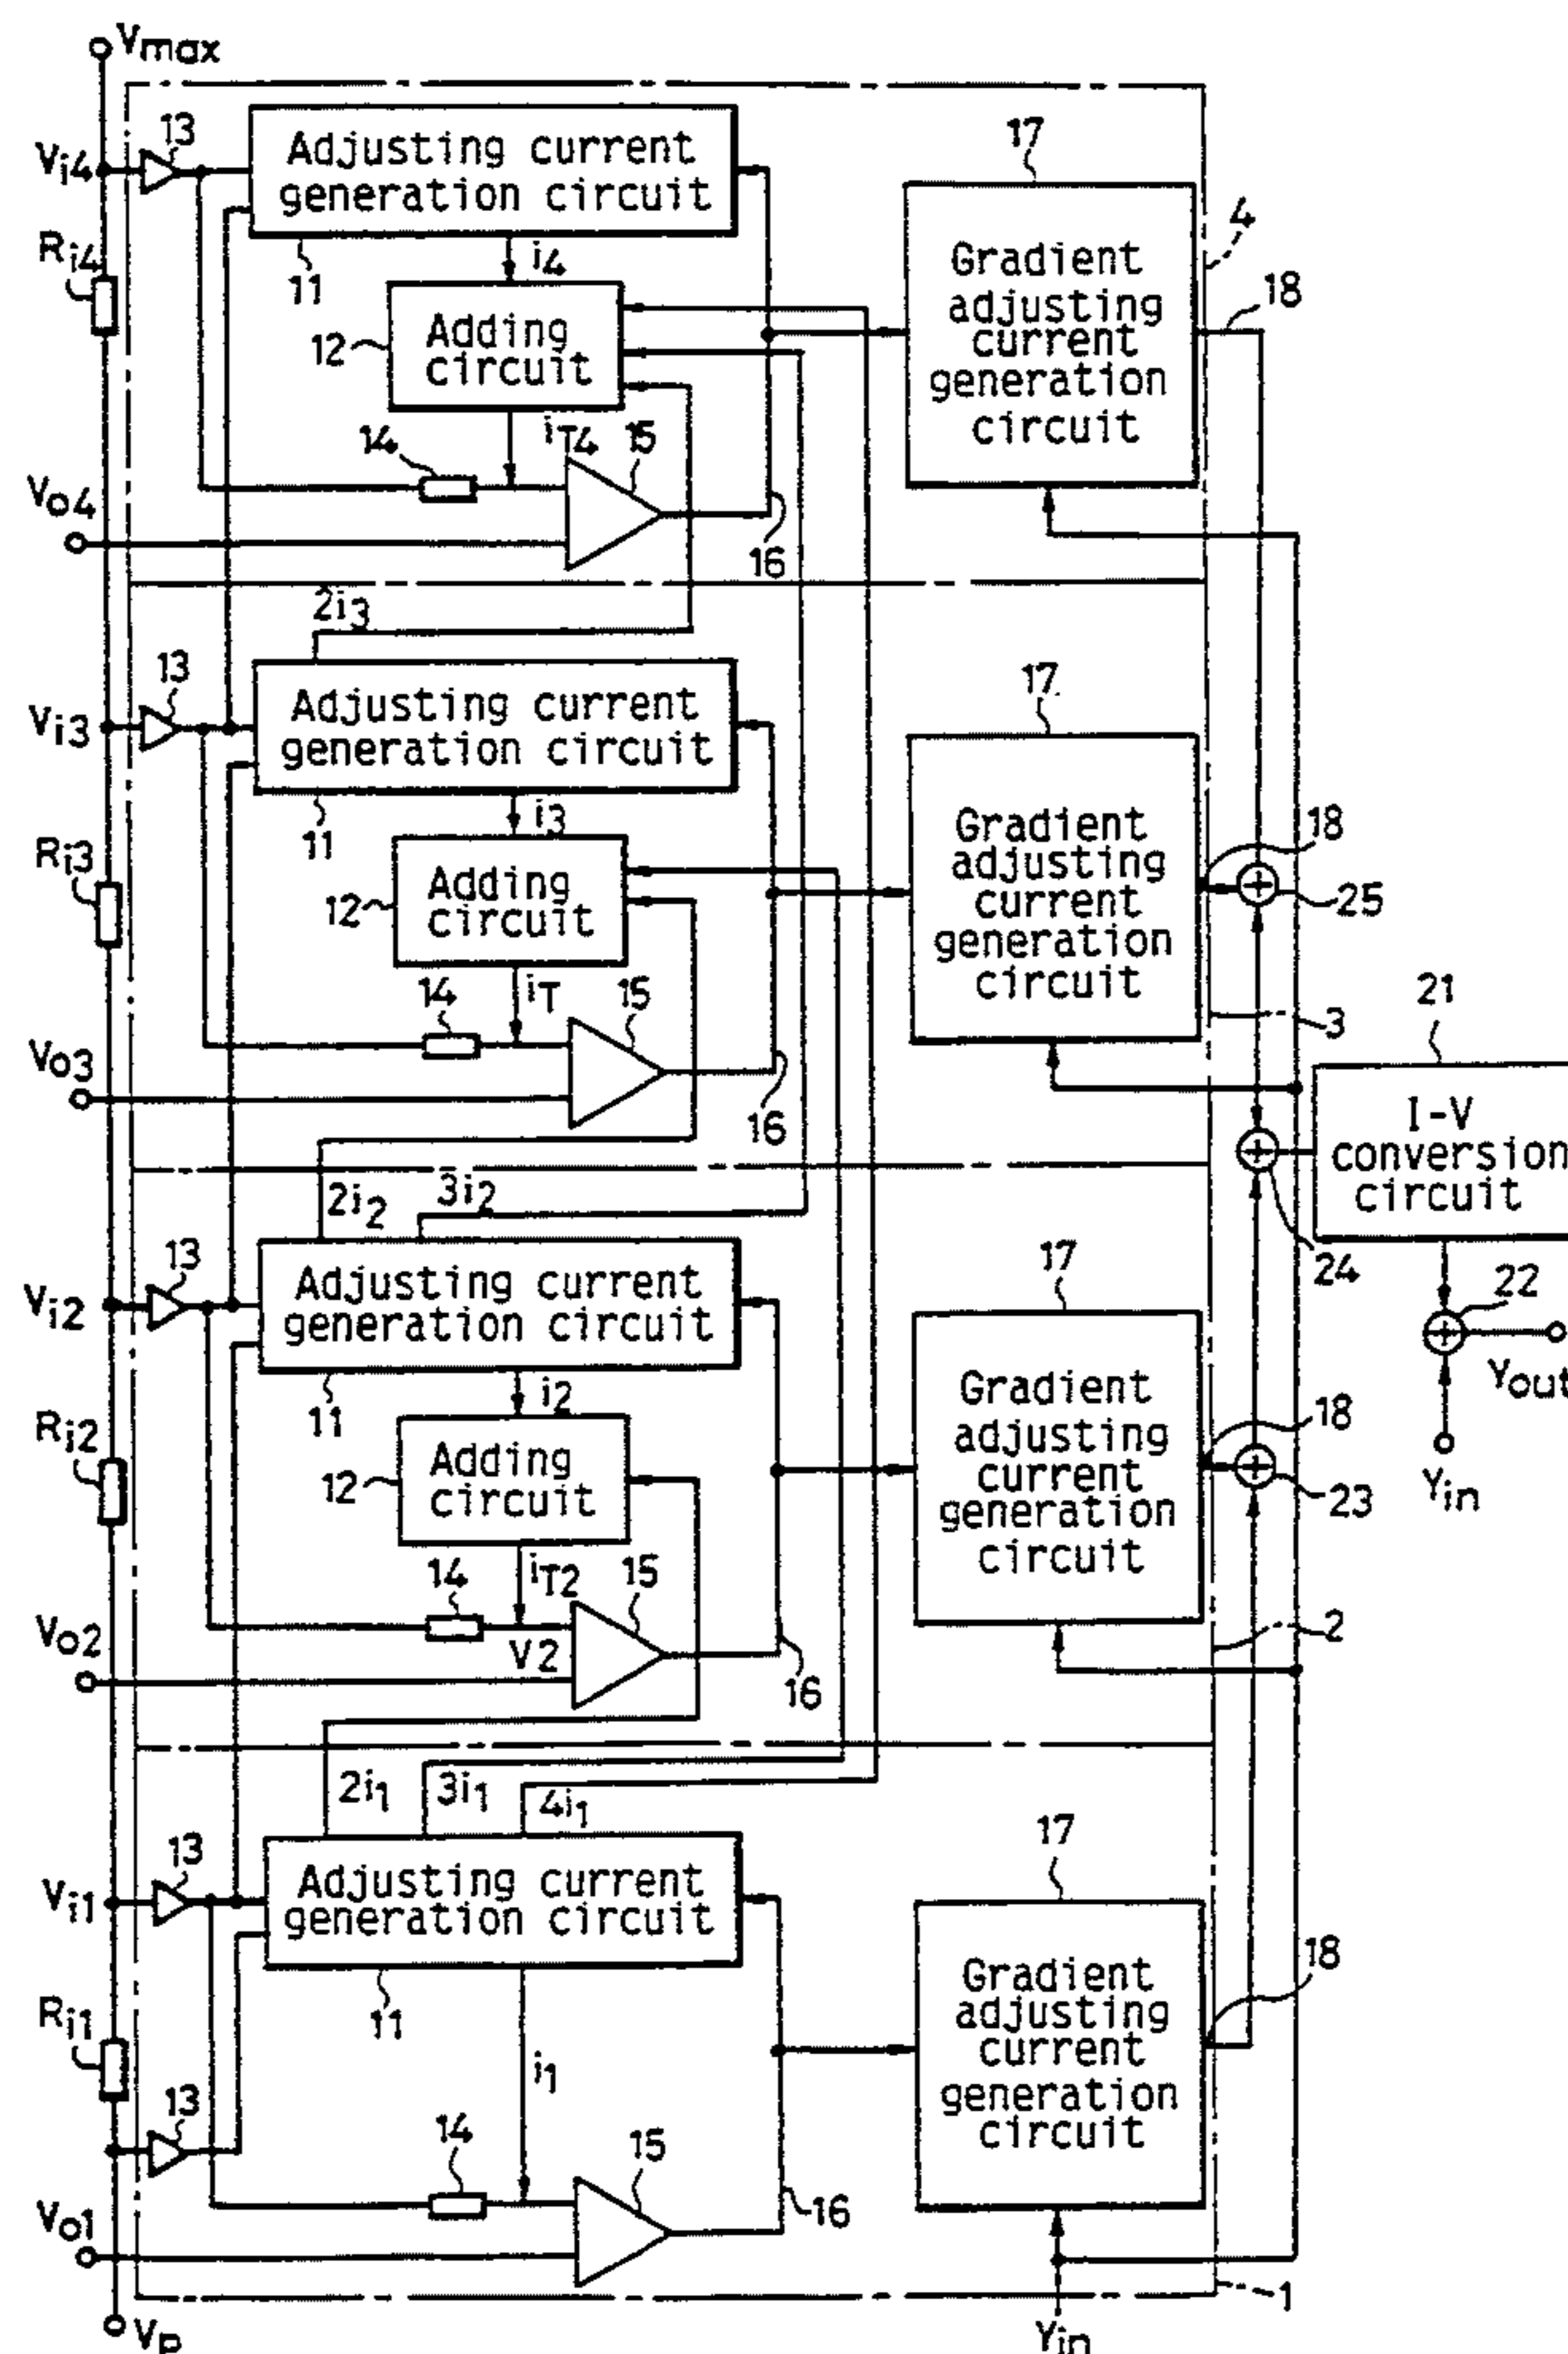 Vmax
Vi4
13
Adjusting current
generation circuit
17
Ri4
11
i4
4
Gradient
adjusting
current
generation
circuit
18
12
Adding
circuit
14
iT4
15
Vo4
16
2i3
Vi3
13
Adjusting current
generation circuit
17
Ri3
11
i3
Gradient
adjusting
current
generation
circuit
18
25
12
Adding
circuit
14
iT
15
3
21
Vo3
16
I-V
conversion
circuit
2i2
3i2
24
Vi2
13
Adjusting current
generation circuit
17
22
Yout
Yin
Ri2
11
i2
Gradient
adjusting
current
generation
circuit
18
23
12
Adding
circuit
14
iT2
15
2
Vo2
V2
16
2i1
3i1
4i1
Vi1
13
Adjusting current
generation circuit
17
Ri1
11
i1
Gradient
adjusting
current
generation
circuit
18
13
14
15
Vo1
16
1
Vp
Yin